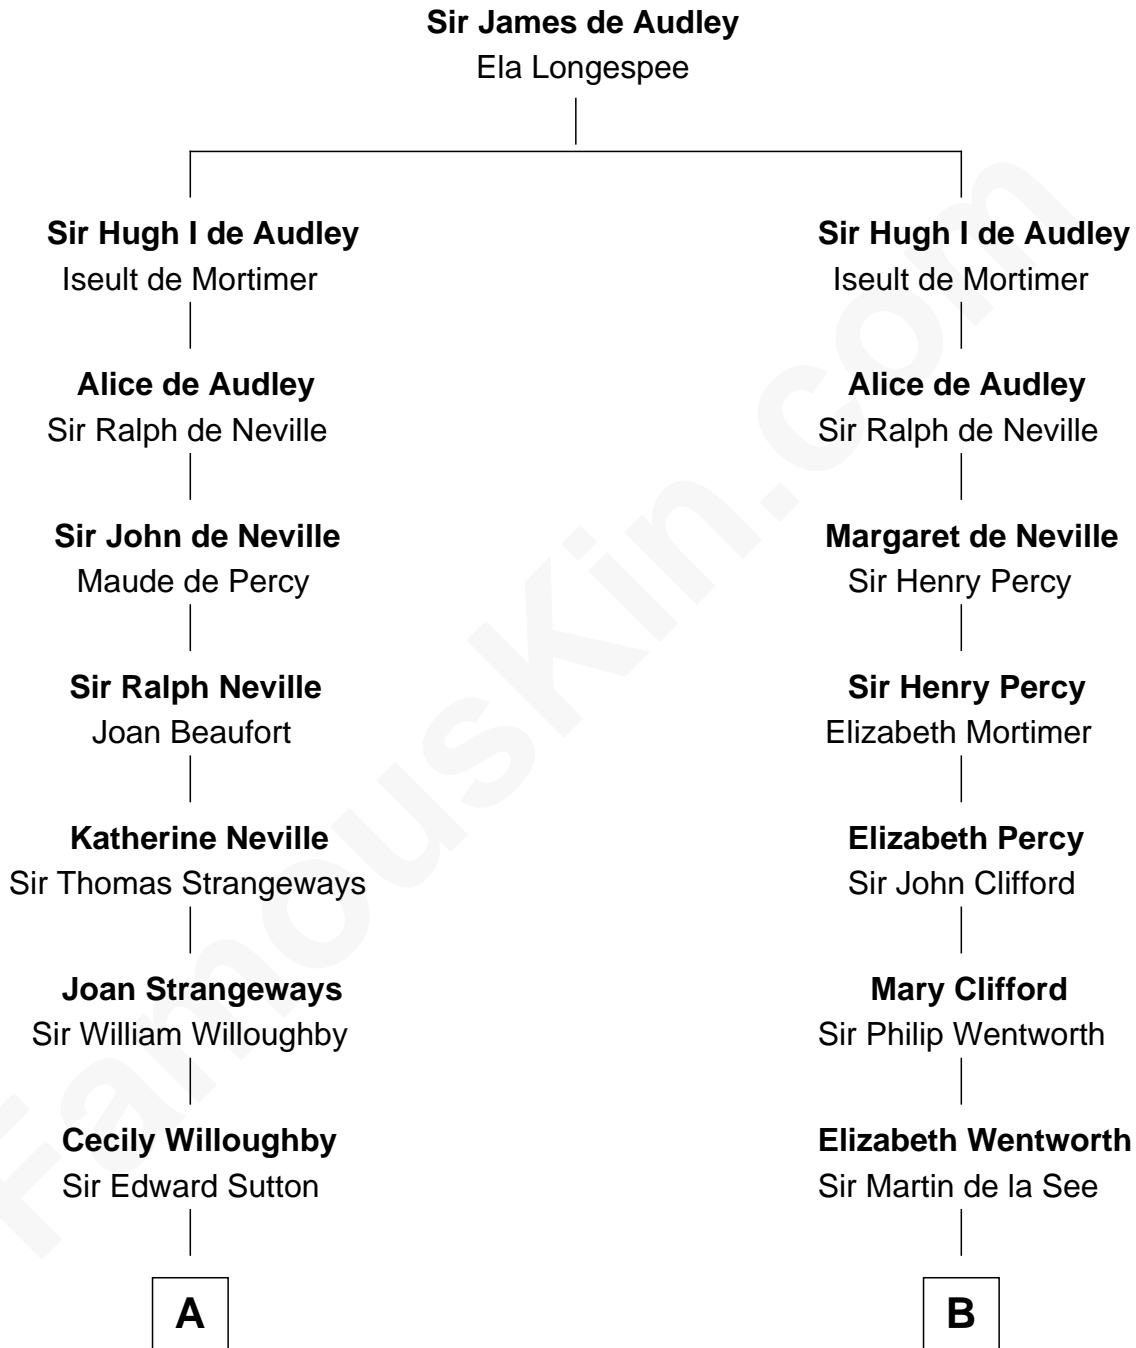 Sir James de Audley
Ela Longespee
Sir Hugh I de Audley
Iseult de Mortimer
Sir Hugh I de Audley
Iseult de Mortimer
Alice de Audley
Sir Ralph de Neville
Alice de Audley
Sir Ralph de Neville
Sir John de Neville
Maude de Percy
Margaret de Neville
Sir Henry Percy
Sir Ralph Neville
Joan Beaufort
Sir Henry Percy
Elizabeth Mortimer
Katherine Neville
Sir Thomas Strangeways
Elizabeth Percy
Sir John Clifford
Joan Strangeways
Sir William Willoughby
Mary Clifford
Sir Philip Wentworth
Cecily Willoughby
Sir Edward Sutton
Elizabeth Wentworth
Sir Martin de la See
A
B
FamousKin.com